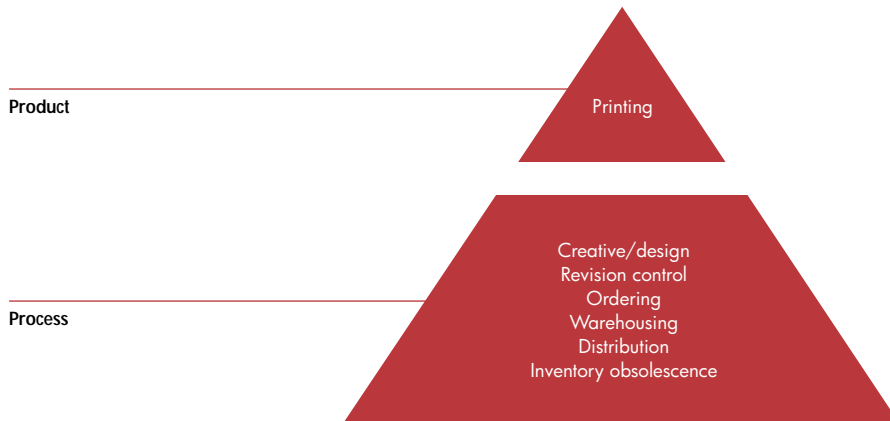 Product
Printing
Creative/design
Revision control
Ordering
Process
Warehousing
Distribution
Inventory obsolescence